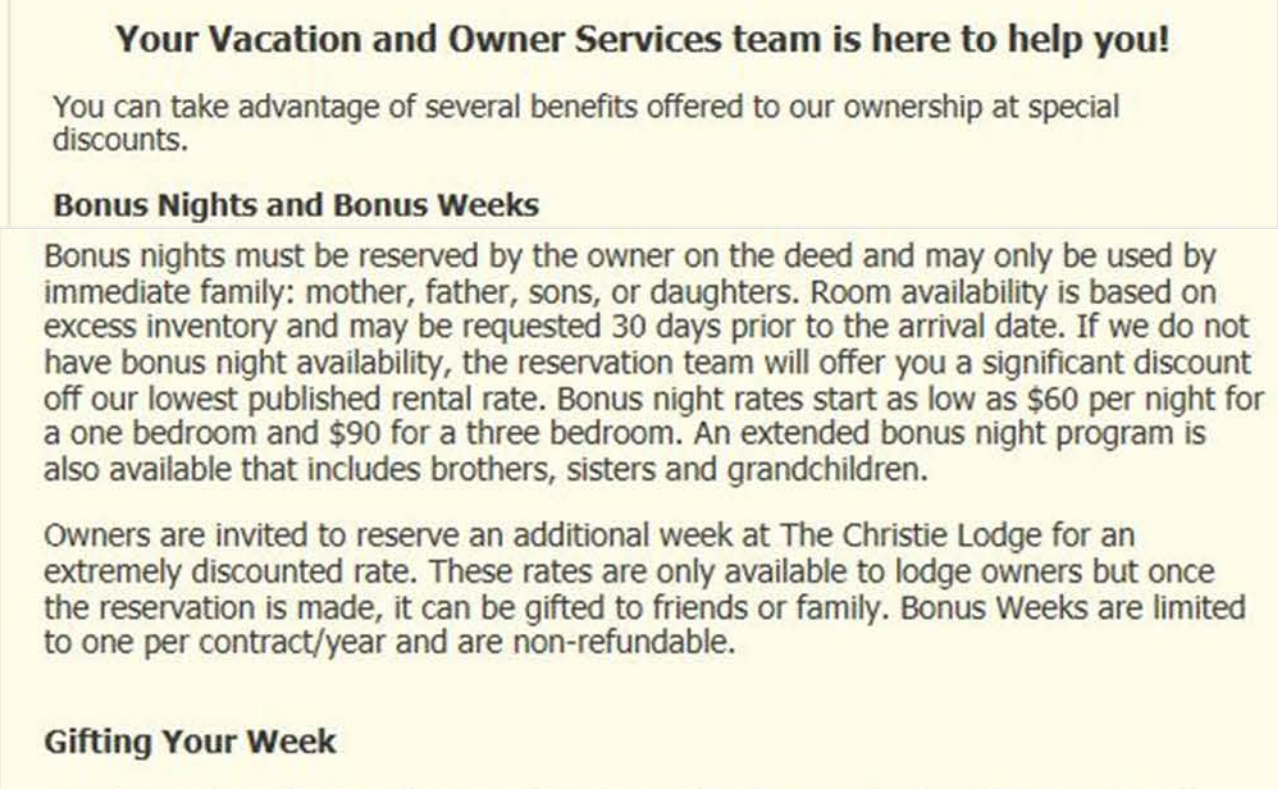 Your Vacation and Owner Services team is here to help you!
You can take advantage of several benefits offered to our ownership at special
discounts.
Bonus Nights and Bonus Weeks
Bonus nights must be reserved by the owner on the deed and may only be used by
immediate family: mother, father, sons, or daughters. Room availability is based on
excess inventory and may be requested 30 days prior to the arrival date. If we do not
have bonus night availability, the reservation team will offer you a significant discount
off our lowest published rental rate. Bonus night rates start as low as $60 per night for
a one bedroom and $90 for a three bedroom. An extended bonus night program is
also available that includes brothers, sisters and grandchildren.
Owners are invited to reserve an additional week at The Christie Lodge for an
extremely discounted rate. These rates are only available to lodge owners but once
the reservation is made, it can be gifted to friends or family. Bonus Weeks are limited
to one per contract/year and are non-refundable.
Gifting Your Week